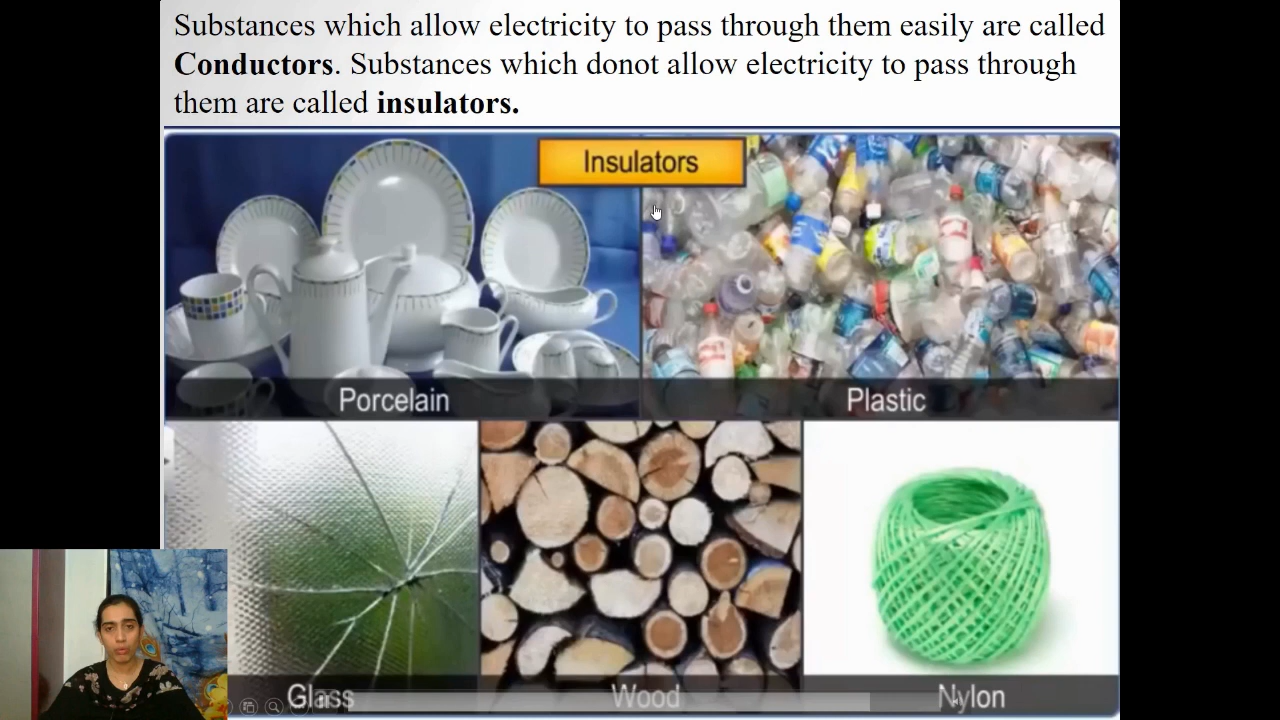 Substances which allow electricity to pass through them easily are called
Conductors. Substances which donot allow electricity to pass through
them are called insulators.
Insulators
Porcelain
Plastic
Glass
Wood
Nylon